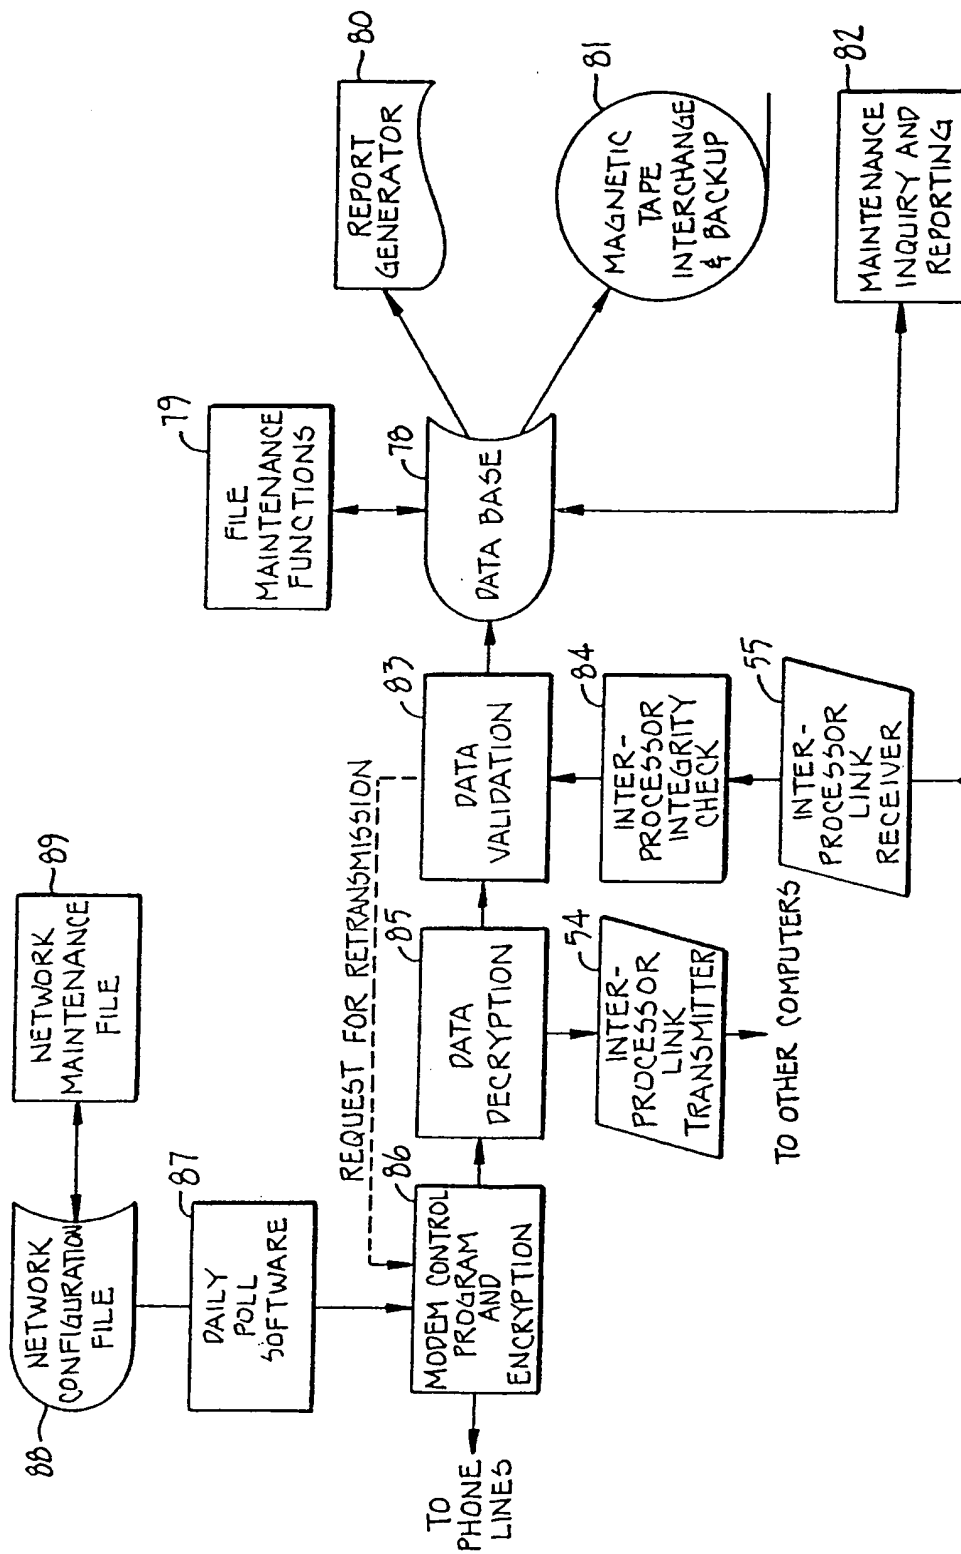 88
NETWORK
CONFIGURATION
FILE
89
NETWORK
MAINTENANCE
FILE
87
DAILY
POLL
SOFTWARE
79
FILE
MAINTENANCE
FUNCTIONS
80
REPORT
GENERATOR
REQUEST FOR RETRANSMISSION
TO
PHONE
LINES
86
MODEM CONTROL
PROGRAM
AND
ENCRYPTION
85
DATA
DECRYPTION
83
DATA
VALIDATION
78
DATA BASE
81
MAGNETIC
TAPE
INTERCHANGE
& BACKUP
54
INTER-
PROCESSOR
LINK
TRANSMITTER
TO OTHER COMPUTERS
84
INTER-
PROCESSOR
INTEGRITY
CHECK
55
INTER-
PROCESSOR
LINK
RECEIVER
82
MAINTENANCE
INQUIRY AND
REPORTING